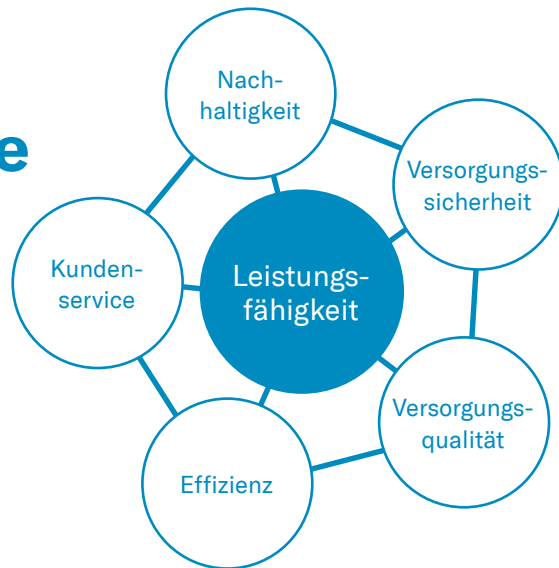 e
Nach-
haltigkeit
Versorgungs-
sicherheit
Kunden-
service
Leistungs-
fähigkeit
Versorgungs-
qualität
Effizienz